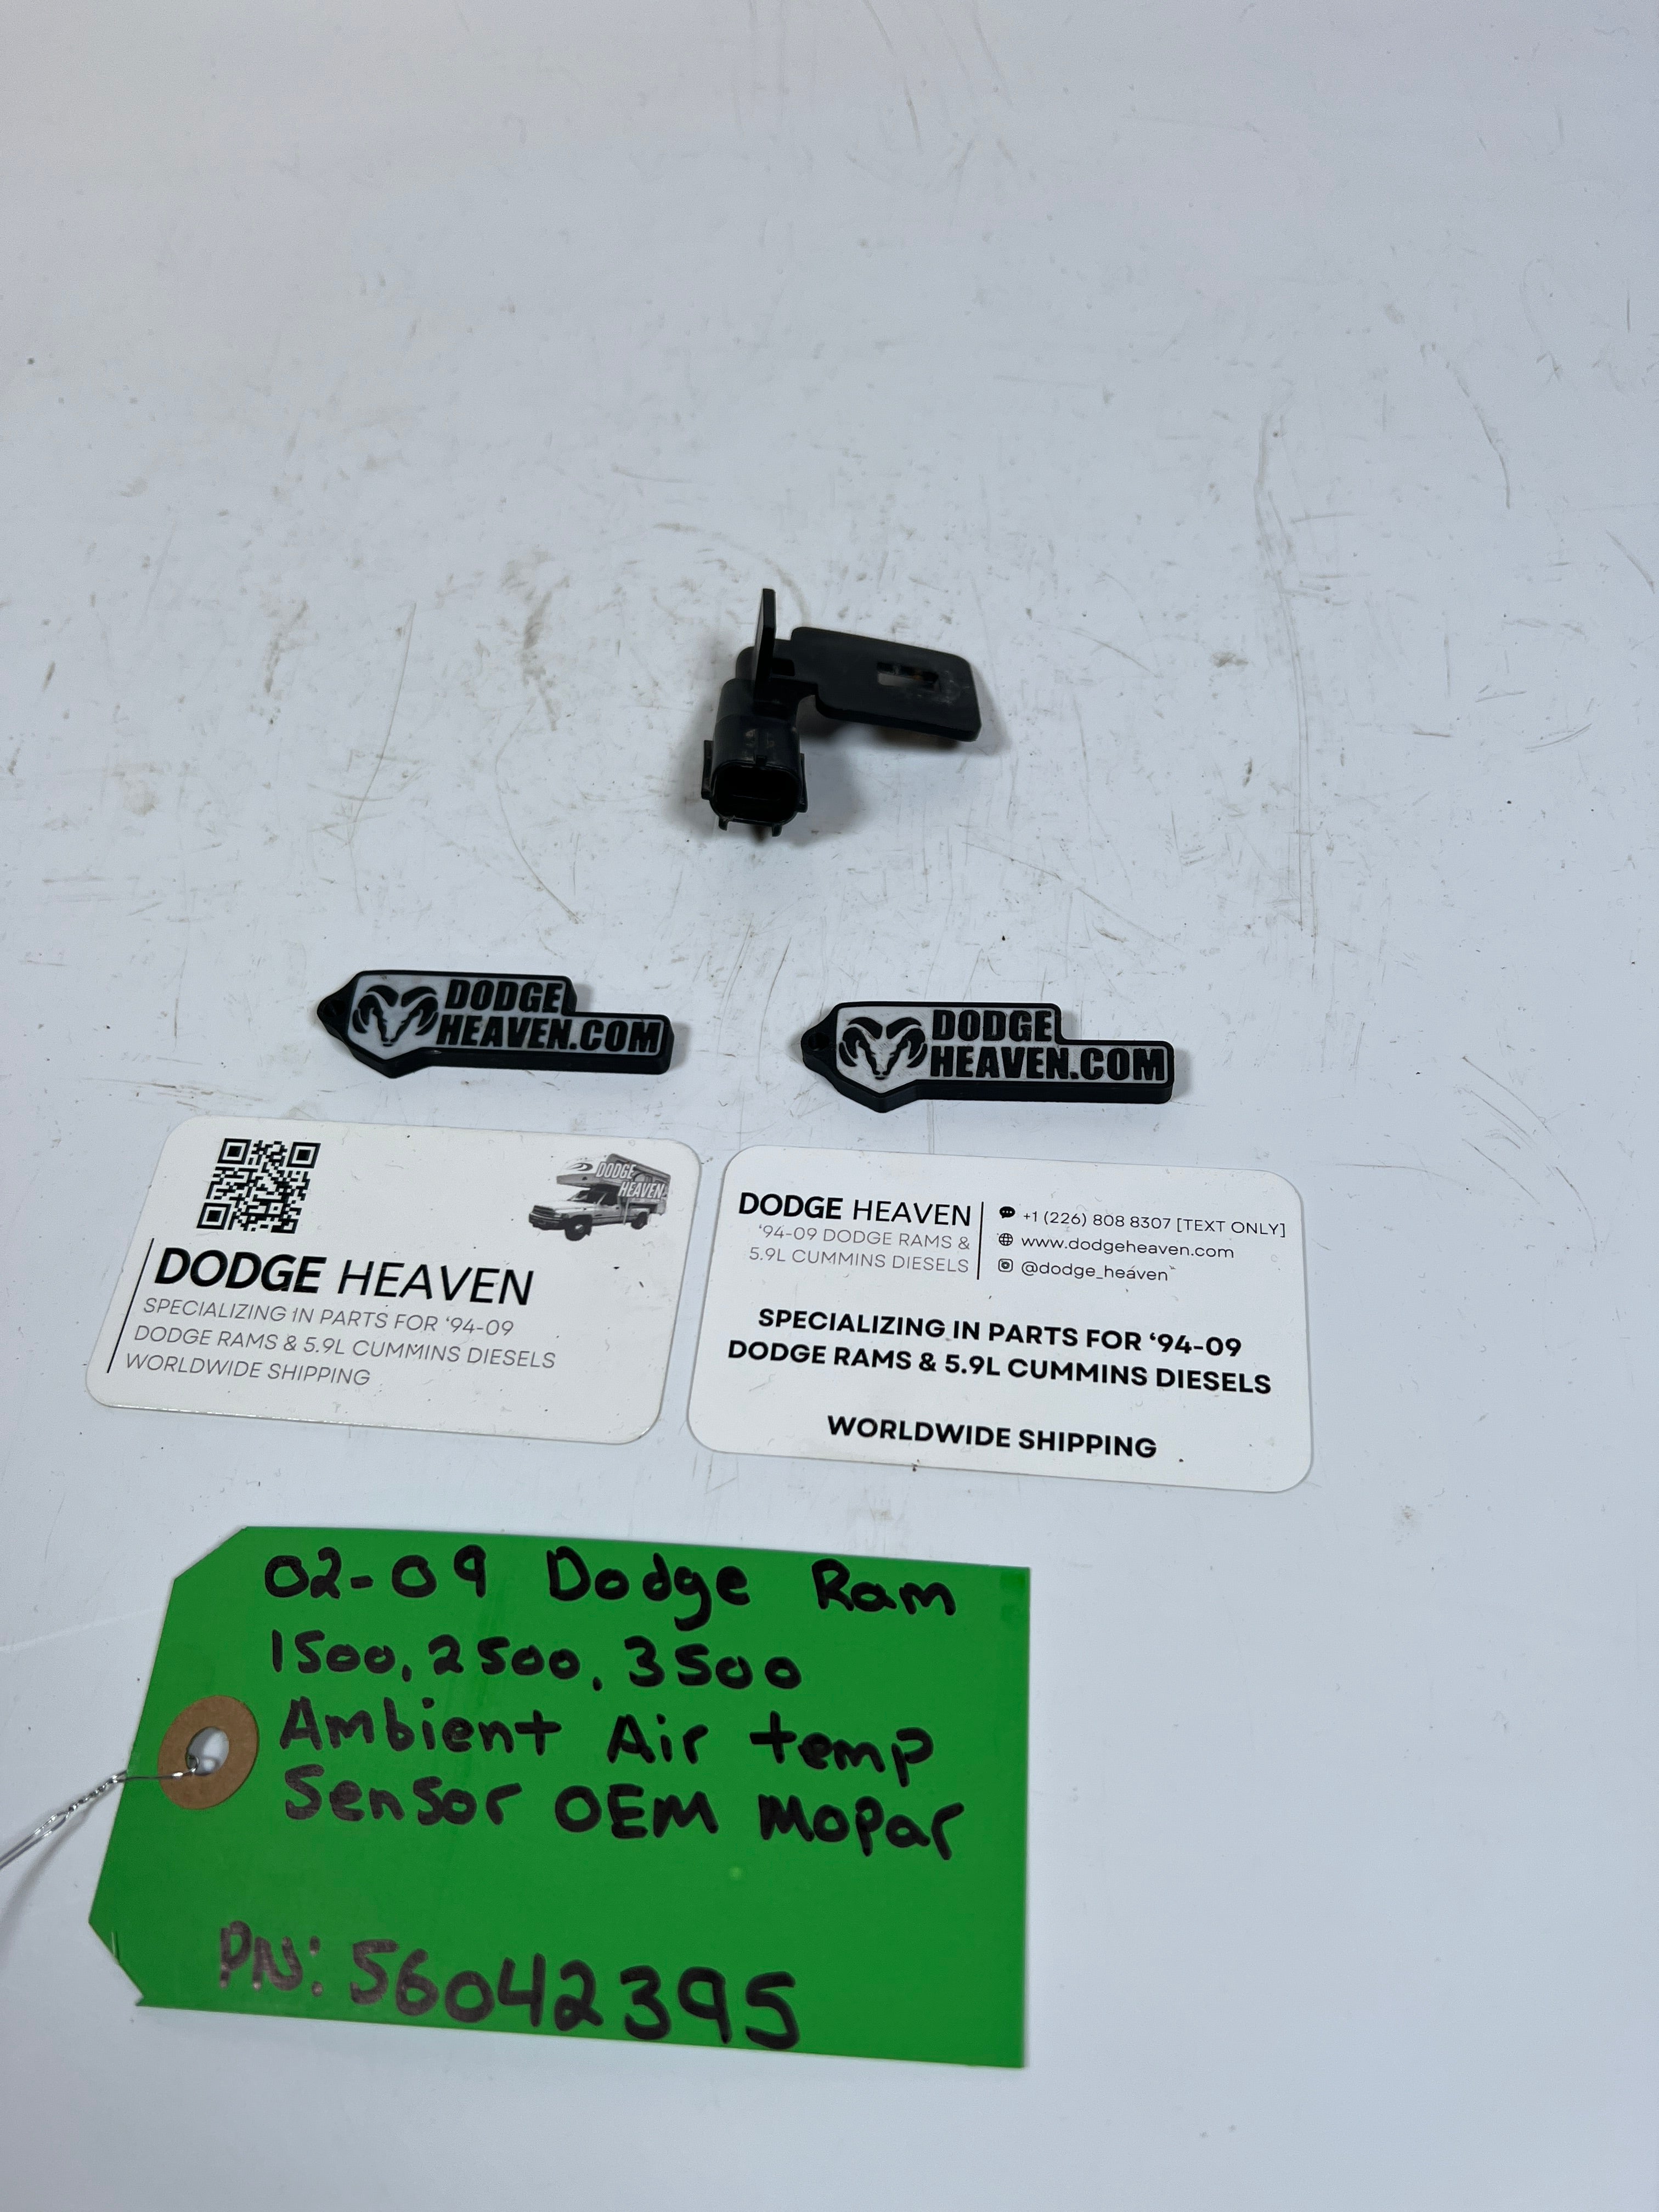 DODGE
HEAVEN.COM
DODGE
HEAVEN.COM
DODGE
HEAVEN
DODGE HEAVEN
SPECIALIZING IN PARTS FOR ‘94-09
DODGE RAMS & 5.9L CUMMINS DIESELS
WORLDWIDE SHIPPING
DODGE HEAVEN
‘94-09 DODGE RAMS &
5.9L CUMMINS DIESELS
+1 (226) 808 8307 [TEXT ONLY]
www.dodgeheaven.com
@dodge_heaven
SPECIALIZING IN PARTS FOR ‘94-09
DODGE RAMS & 5.9L CUMMINS DIESELS
WORLDWIDE SHIPPING
02-09 Dodge Ram
1500, 2500, 3500
Ambient Air temp
Sensor OEM Mopar
PN: 56042395